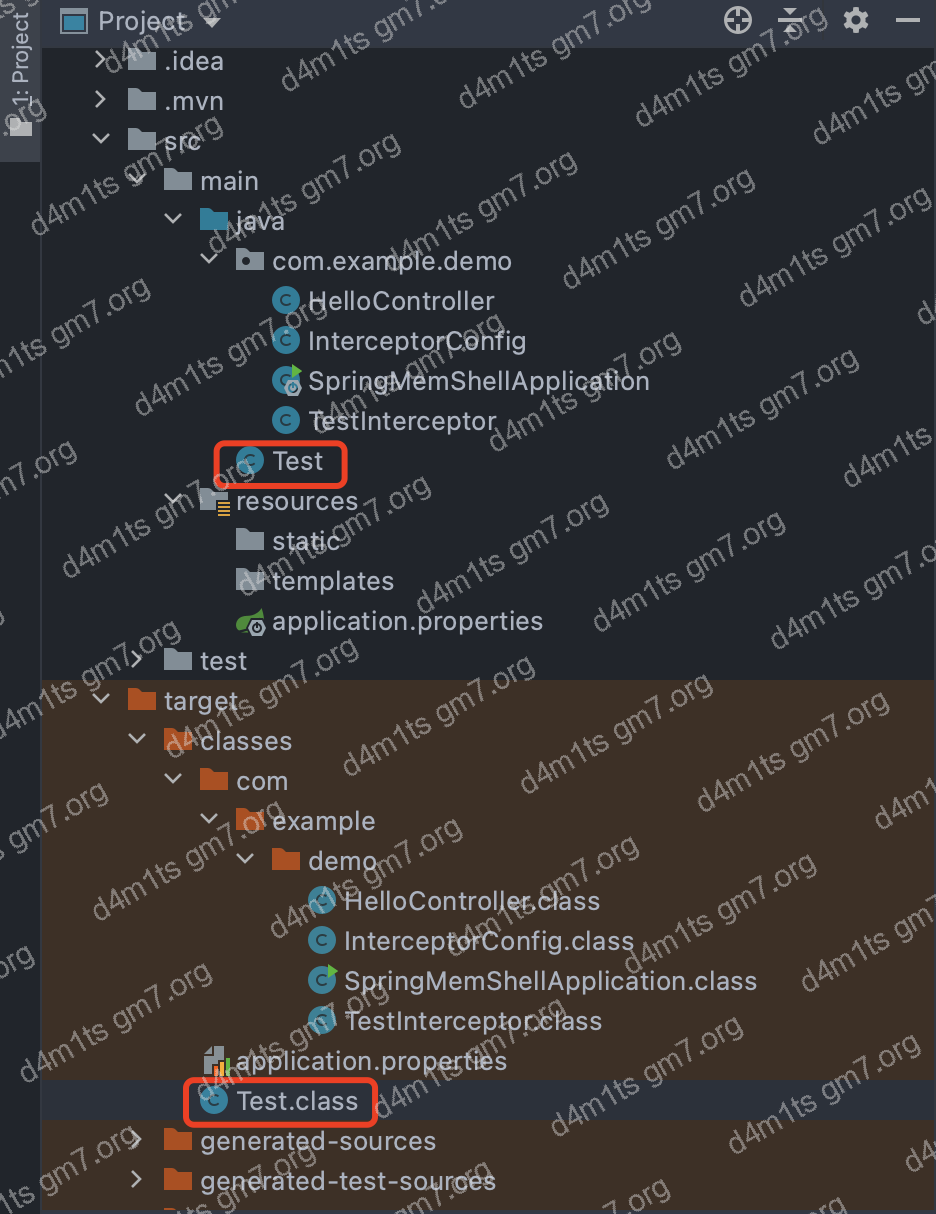 Project
1: Project
.idea
.mvn
src
main
java
com.example.demo
HelloController
InterceptorConfig
SpringMemShellApplication
TestInterceptor
Test
resources
static
templates
application.properties
test
target
classes
com
example
demo
HelloController.class
InterceptorConfig.class
SpringMemShellApplication.class
TestInterceptor.class
application.properties
Test.class
generated-sources
generated-test-sources
d4m1ts gm7.org